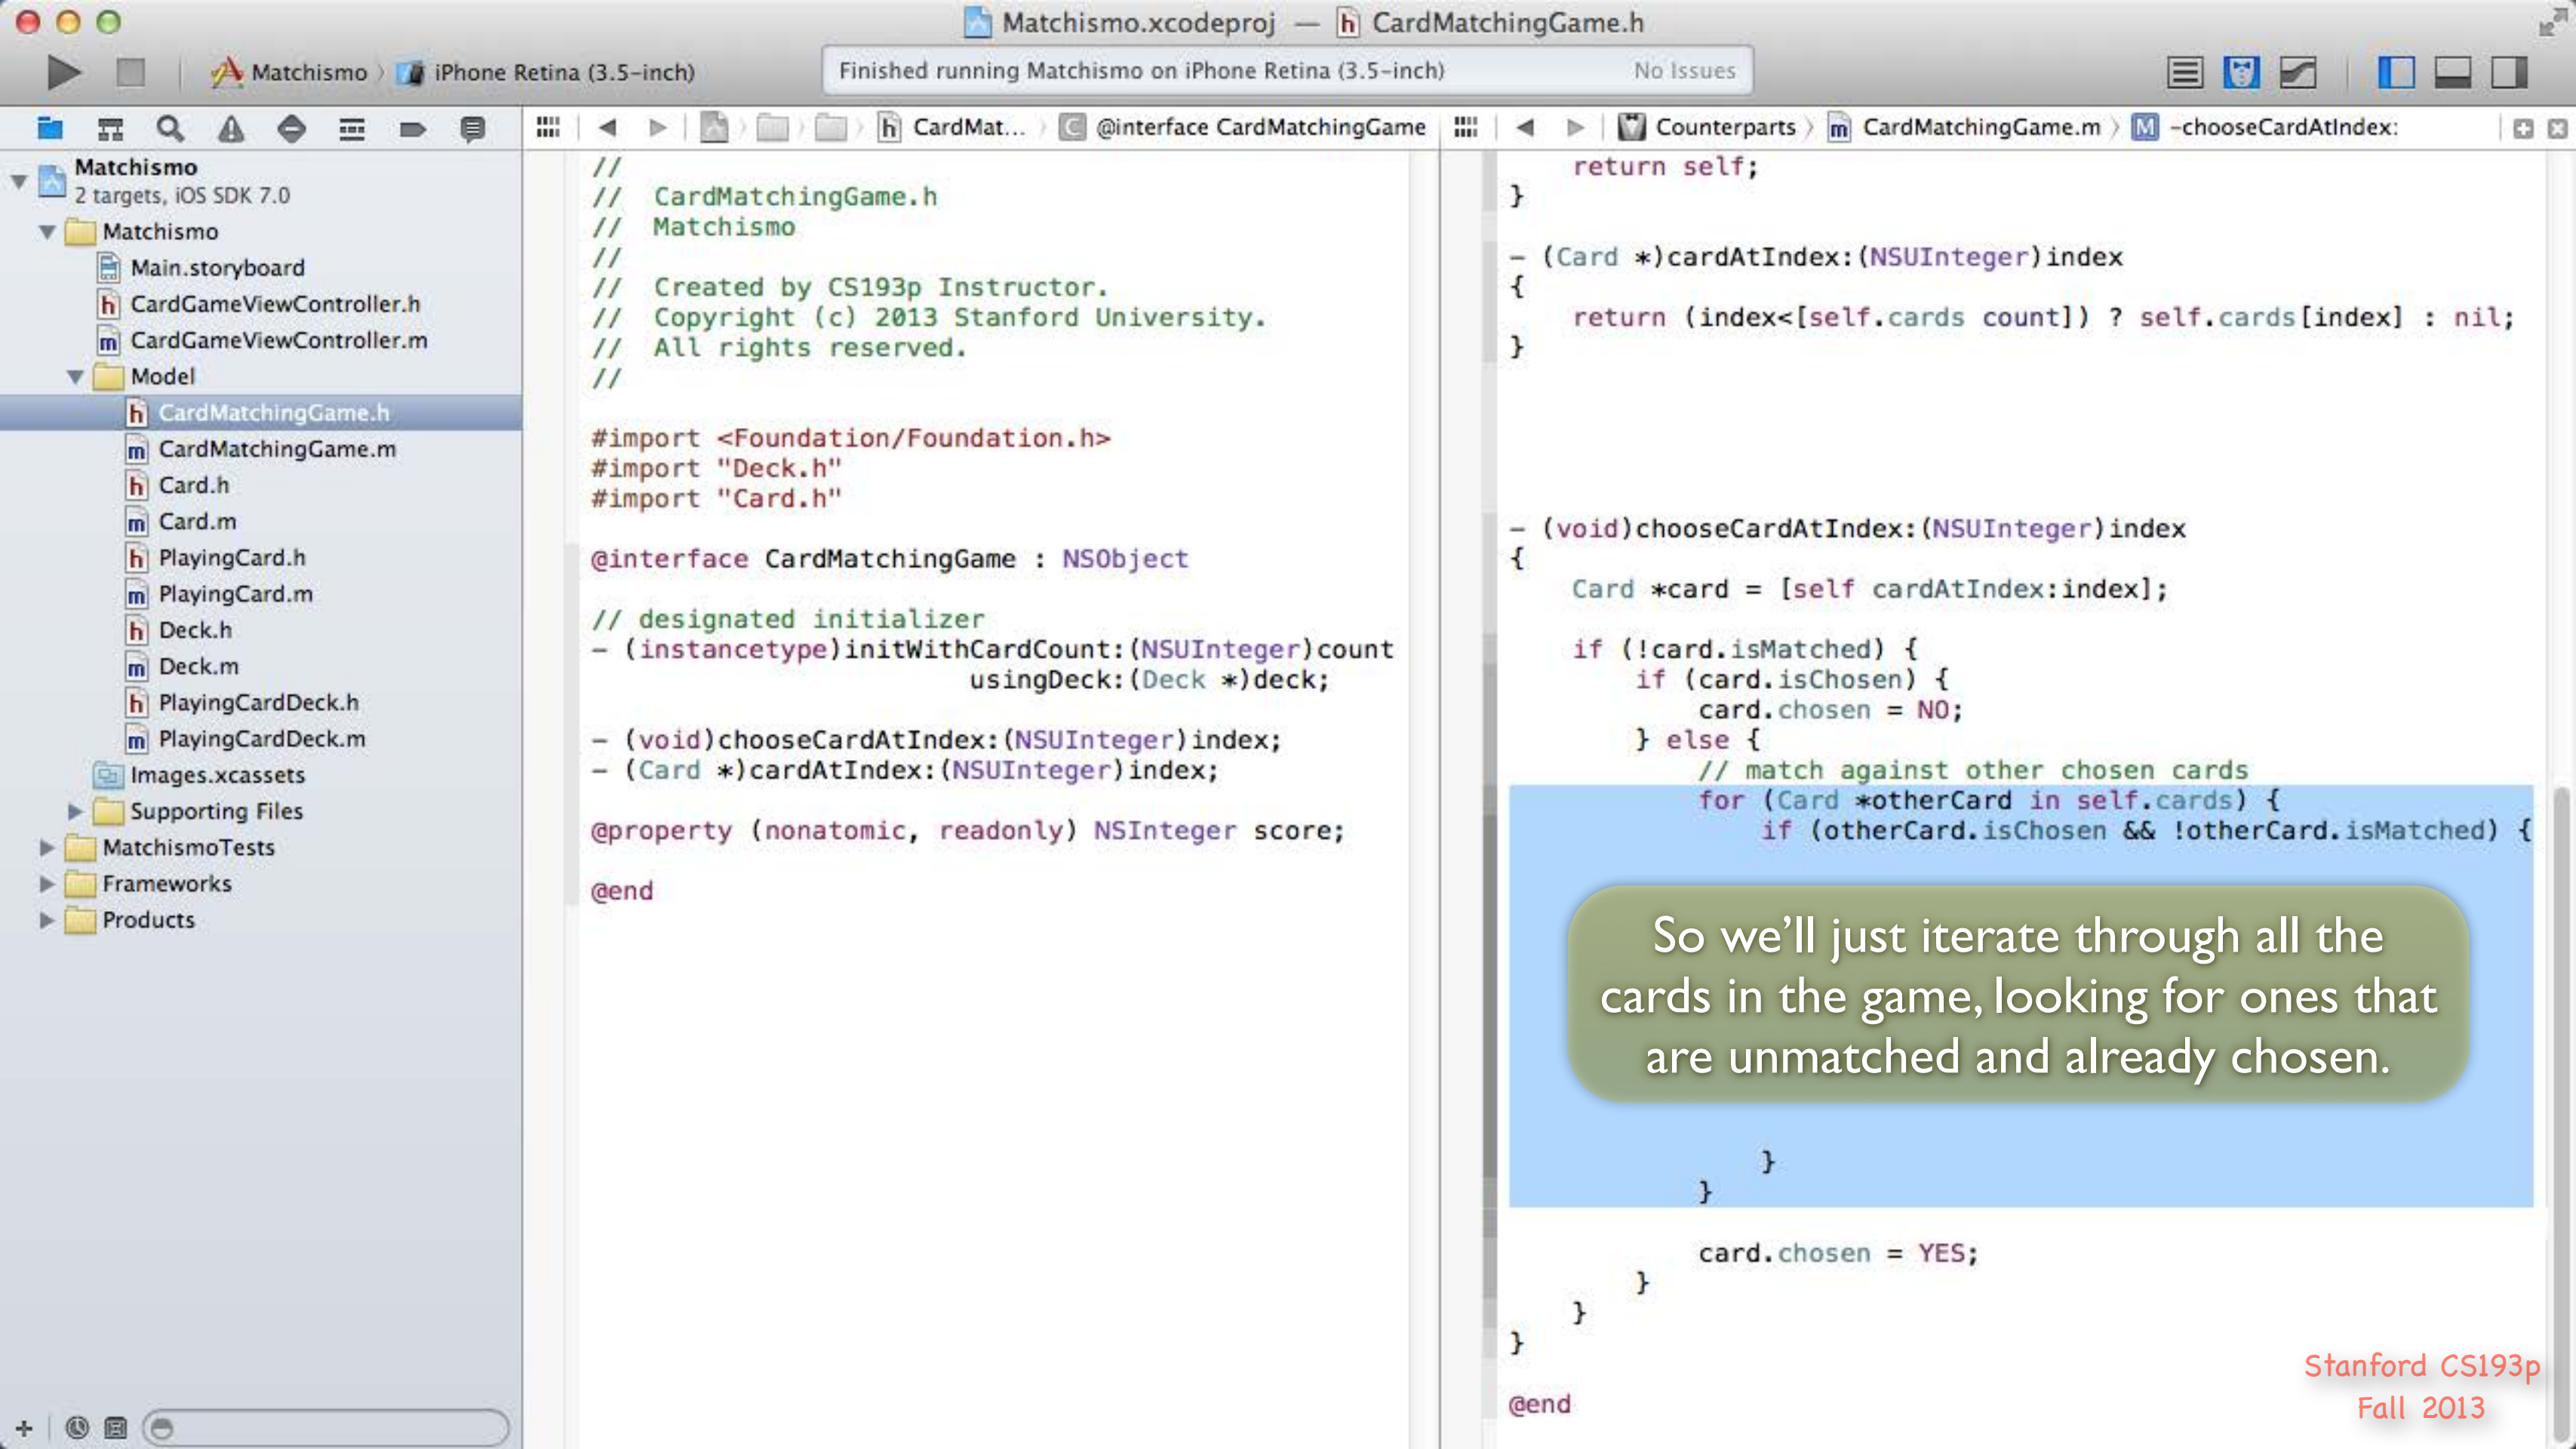 Matchismo.xcodeproj — h CardMatchingGame.h
Matchismo
iPhone Retina (3.5-inch)
Finished running Matchismo on iPhone Retina (3.5-inch)
No Issues
Matchismo
2 targets, iOS SDK 7.0
Matchismo
Main.storyboard
h CardGameViewController.h
m CardGameViewController.m
Model
h CardMatchingGame.h
m CardMatchingGame.m
h Card.h
m Card.m
h PlayingCard.h
m PlayingCard.m
h Deck.h
m Deck.m
h PlayingCardDeck.h
m PlayingCardDeck.m
Images.xcassets
Supporting Files
MatchismoTests
Frameworks
Products
h CardMat... C @interface CardMatchingGame
//
//  CardMatchingGame.h
//  Matchismo
//
//  Created by CS193p Instructor.
//  Copyright (c) 2013 Stanford University.
//  All rights reserved.
//
#import <Foundation/Foundation.h>
#import "Deck.h"
#import "Card.h"
@interface CardMatchingGame : NSObject
// designated initializer
- (instancetype)initWithCardCount:(NSUInteger)count
usingDeck:(Deck *)deck;
- (void)chooseCardAtIndex:(NSUInteger)index;
- (Card *)cardAtIndex:(NSUInteger)index;
@property (nonatomic, readonly) NSInteger score;
@end
Counterparts m CardMatchingGame.m M -chooseCardAtIndex:
return self;
}
- (Card *)cardAtIndex:(NSUInteger)index
{
return (index<[self.cards count]) ? self.cards[index] : nil;
}
- (void)chooseCardAtIndex:(NSUInteger)index
{
Card *card = [self cardAtIndex:index];
if (!card.isMatched) {
if (card.isChosen) {
card.chosen = NO;
} else {
// match against other chosen cards
for (Card *otherCard in self.cards) {
if (otherCard.isChosen && !otherCard.isMatched) {
So we'll just iterate through all the
cards in the game, looking for ones that
are unmatched and already chosen.
}
}
card.chosen = YES;
}
}
}
@end
Stanford CS193p
Fall 2013